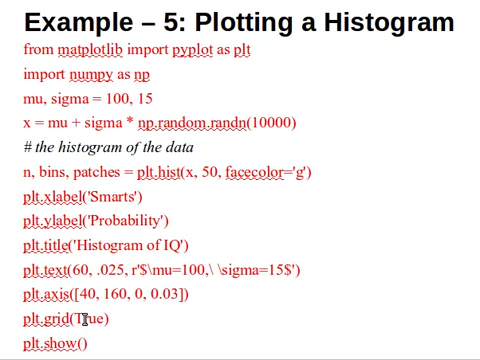 Example – 5: Plotting a Histogram
from matplotlib import pyplot as plt
import numpy as np
mu, sigma = 100, 15
x = mu + sigma * np.random.randn(10000)
# the histogram of the data
n, bins, patches = plt.hist(x, 50, facecolor='g')
plt.xlabel('Smarts')
plt.ylabel('Probability')
plt.title('Histogram of IQ')
plt.text(60, .025, r'$\mu=100,\ \sigma=15$')
plt.axis([40, 160, 0, 0.03])
plt.grid(True)
plt.show()